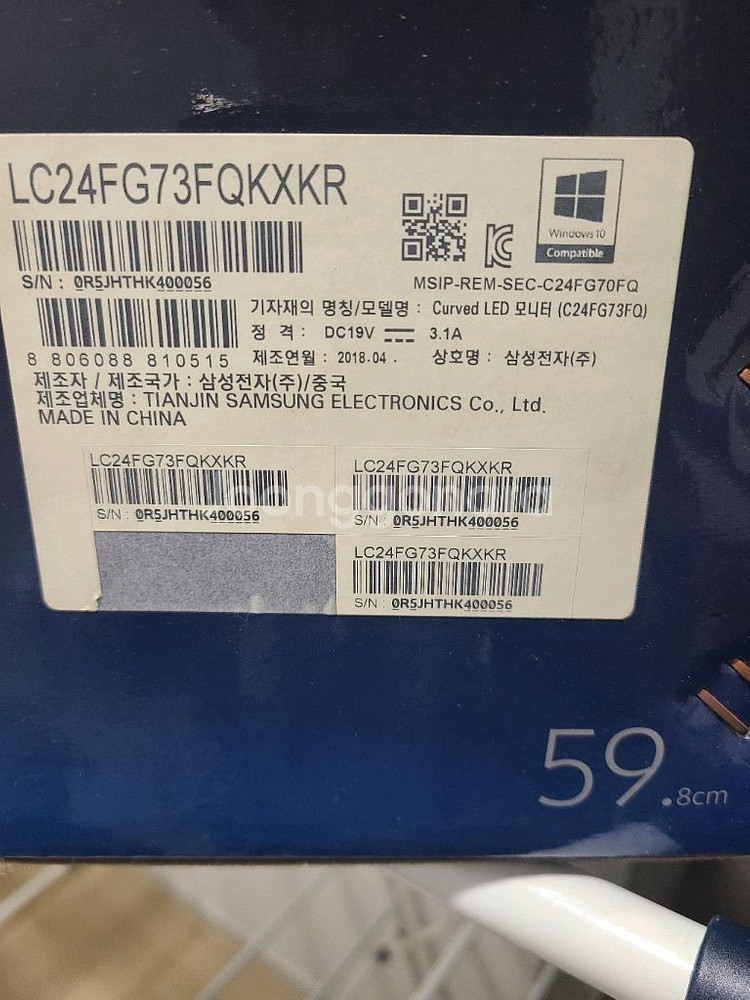 LC24FG73FQKXKR
Windows 10
Compatible
S/N : 0R5JHTHK400056
MSIP-REM-SEC-C24FG70FQ
기자재의 명칭/모델명 : Curved LED 모니터 (C24FG73FQ)
정 격 : DC19V 3.1A
8 806088 810515
제조연월 : 2018.04 . 상호명 : 삼성전자(주)
제조자 / 제조국가 : 삼성전자(주)/중국
제조업체명 : TIANJIN SAMSUNG ELECTRONICS Co., Ltd.
MADE IN CHINA
LC24FG73FQKXKR
S/N : 0R5JHTHK400056
LC24FG73FQKXKR
S/N : 0R5JHTHK400056
LC24FG73FQKXKR
S/N : 0R5JHTHK400056
59.8cm